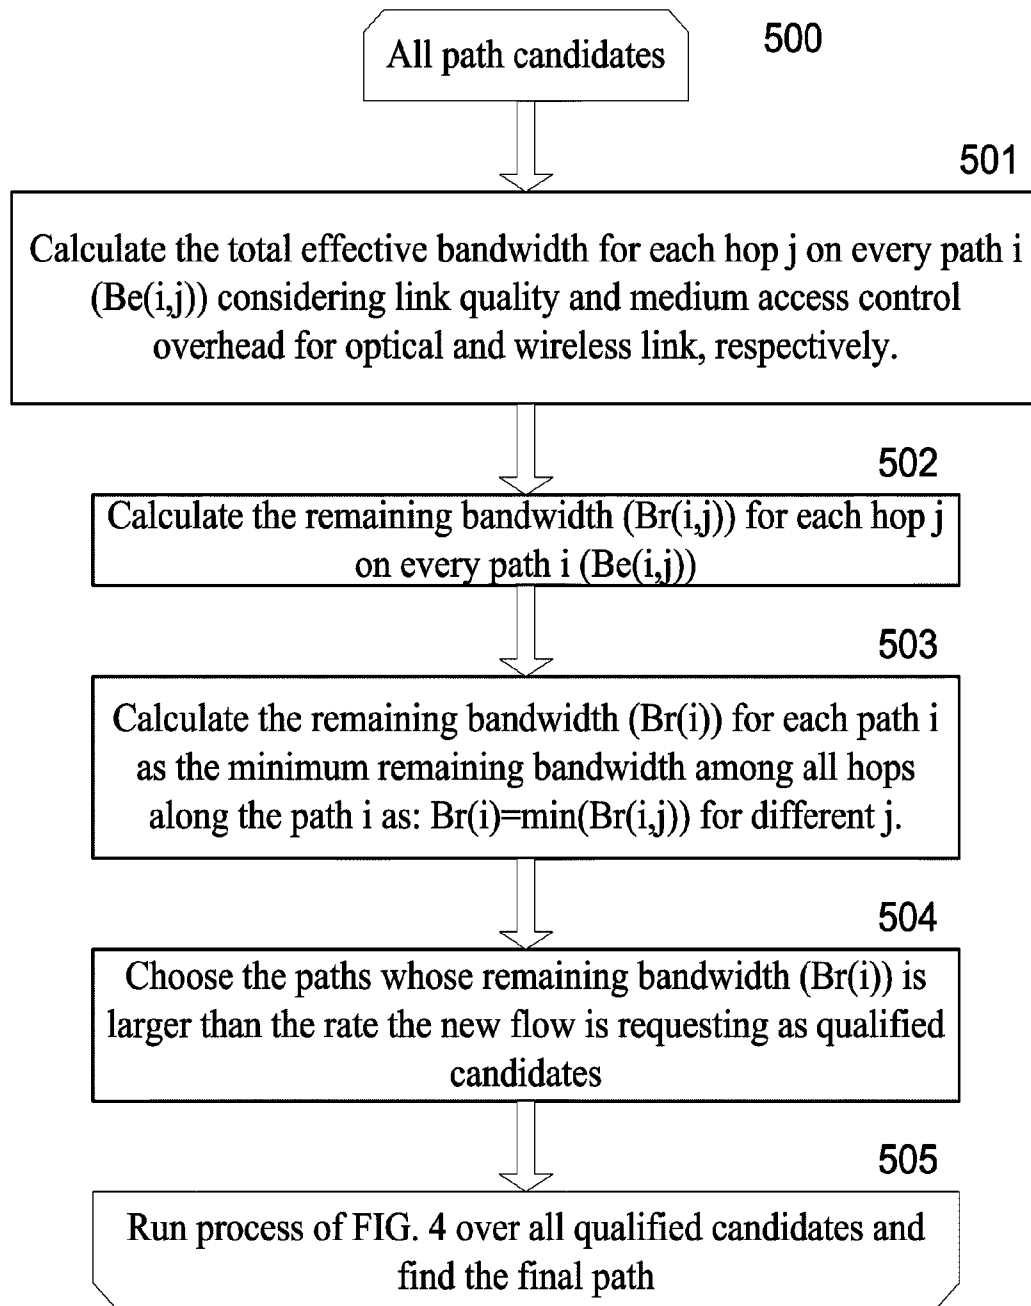 All path candidates
500
501
Calculate the total effective bandwidth for each hop j on every path i
(Be(i,j)) considering link quality and medium access control
overhead for optical and wireless link, respectively.
502
Calculate the remaining bandwidth (Br(i,j)) for each hop j
on every path i (Be(i,j))
503
Calculate the remaining bandwidth (Br(i)) for each path i
as the minimum remaining bandwidth among all hops
along the path i as: Br(i)=min(Br(i,j)) for different j.
504
Choose the paths whose remaining bandwidth (Br(i)) is
larger than the rate the new flow is requesting as qualified
candidates
505
Run process of FIG. 4 over all qualified candidates and
find the final path